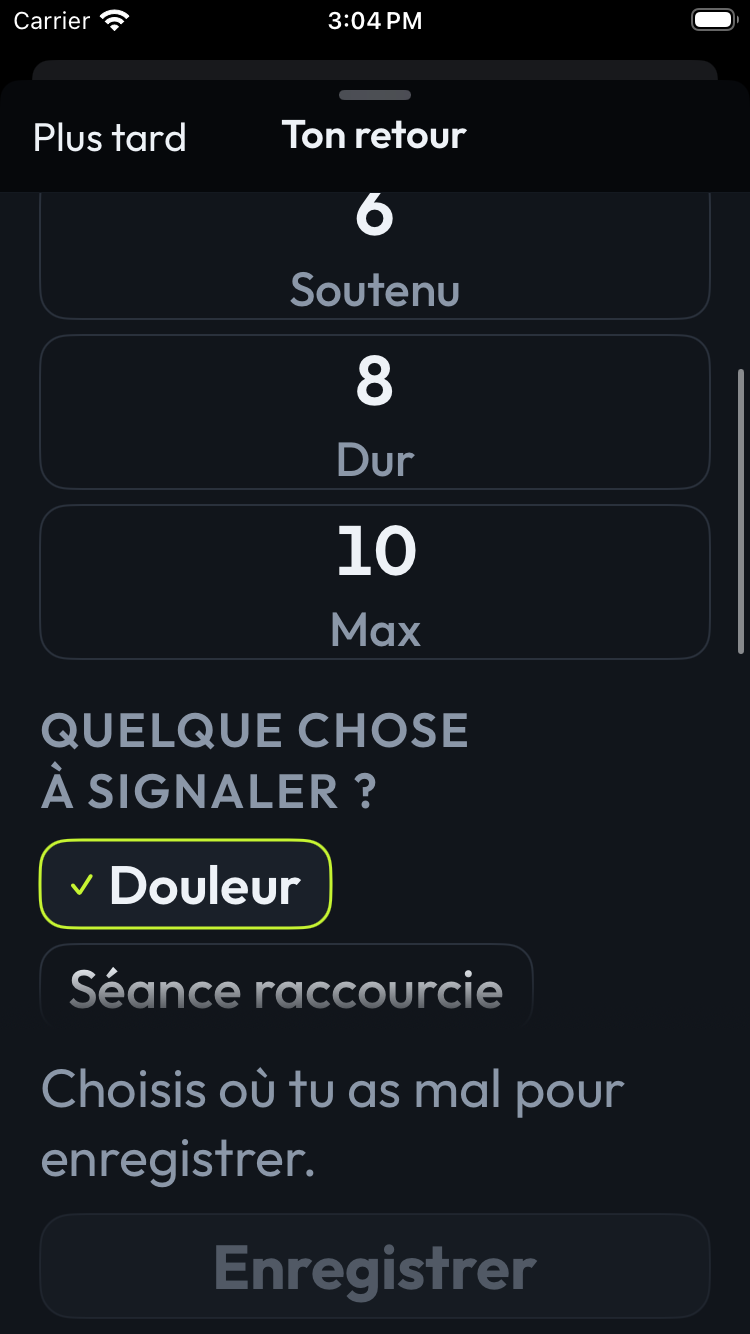 Carrier
3:04 PM
Plus tard
Ton retour
6
Soutenu
8
Dur
10
Max
QUELQUE CHOSE
À SIGNALER ?
✓ Douleur
Séance raccourcie
Choisis où tu as mal pour
enregistrer.
Enregistrer